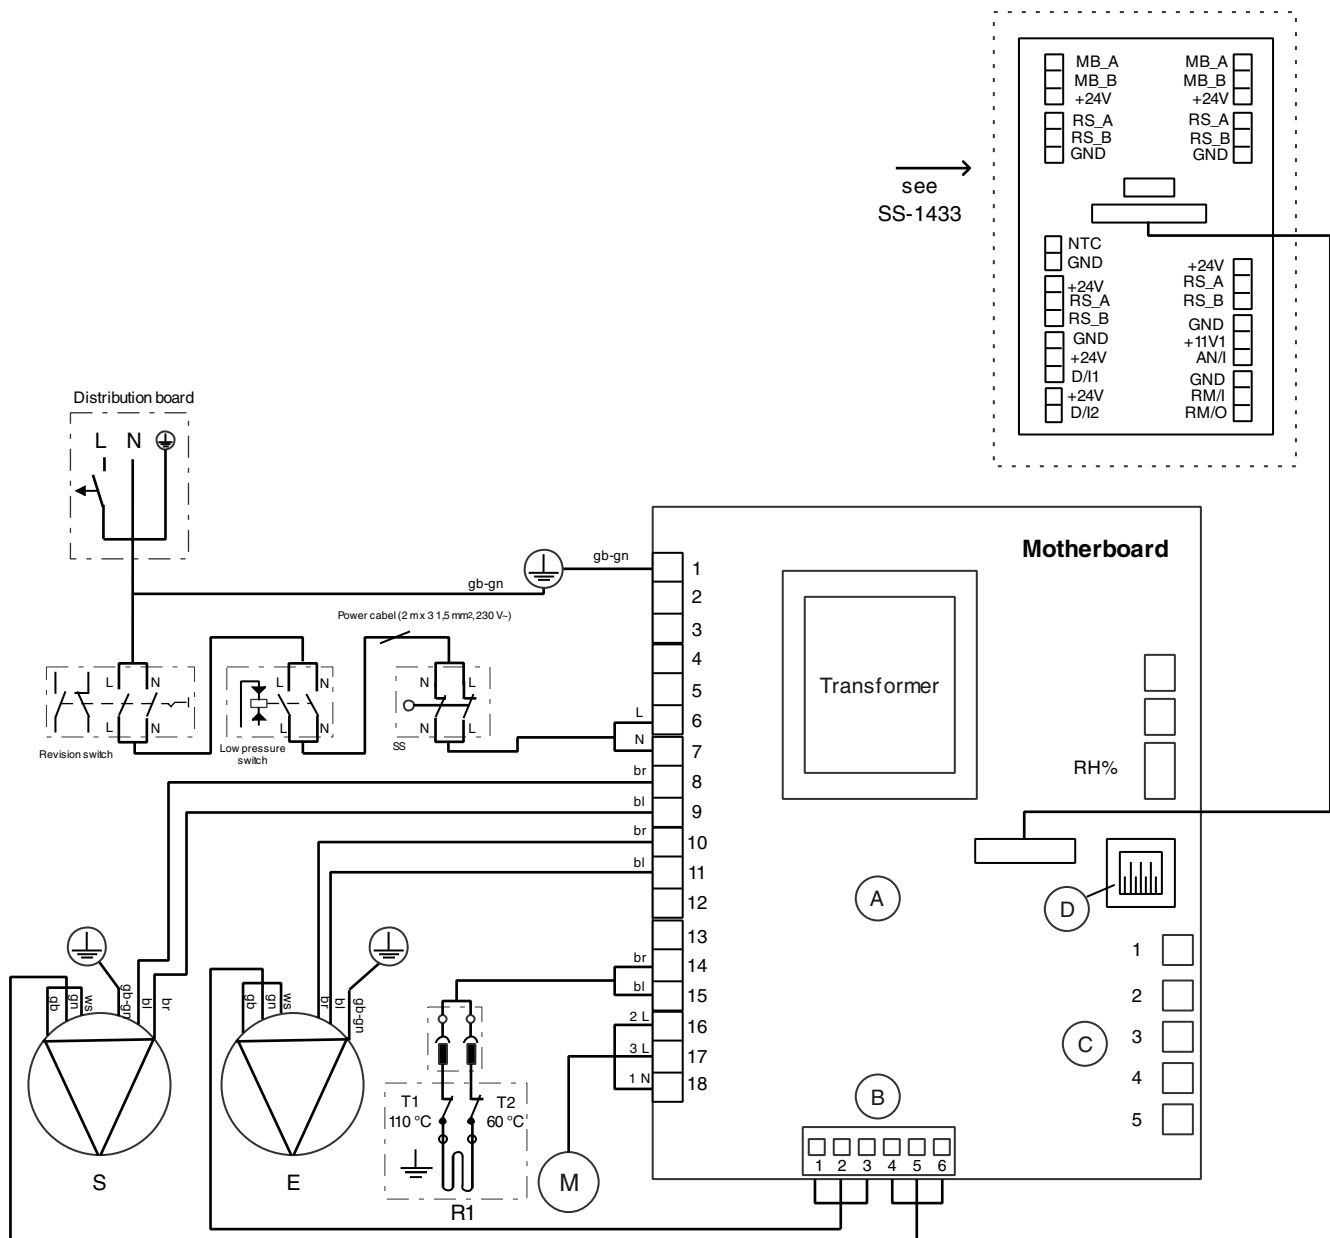 MB_A MB_A
MB_B MB_B
+24V +24V
RS_A RS_A
RS_B RS_B
GND GND
see
SS-1433
NTC
GND
+24V
RS_A
RS_B
GND
+24V
D/I1
+24V
D/I2
+24V
RS_A
RS_B
GND
+11V1
AN/I
GND
RM/I
RM/O
Distribution board
L N
Motherboard
gb-gn
gb-gn
Power cabel (2 m x 3 1,5 mm², 230 V~)
L N
L N
Revision switch
L N
L N
Low pressure
switch
N L
N L
SS
L
N
br
bl
br
bl
br
bl
2 L
3 L
1 N
1
2
3
4
5
6
7
8
9
10
11
12
13
14
15
16
17
18
Transformer
RH%
A
D
1
2
3
4
5
C
B
1 2 3 4 5 6
gb gn ws gb-gn bl br
S
gb gn ws br bl gb-gn
E
T1 T2
110 °C 60 °C
R1
M